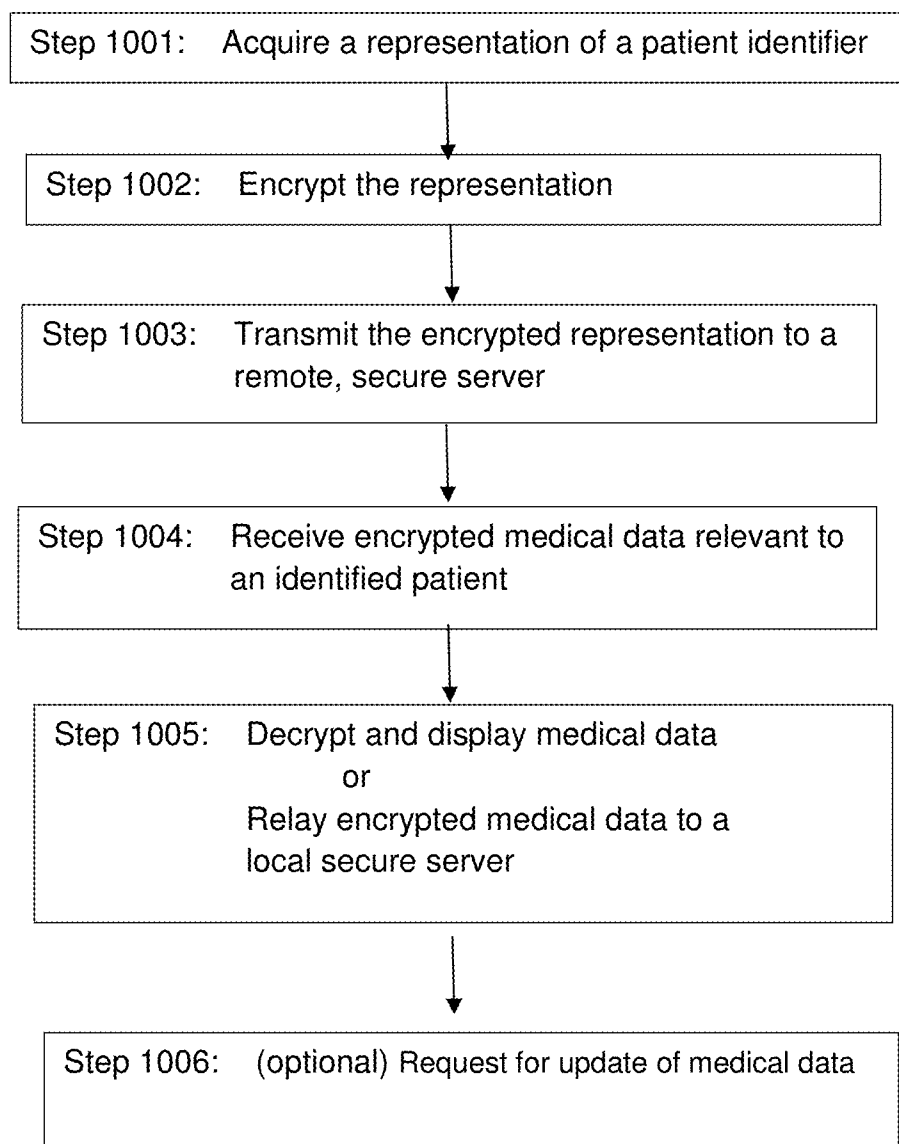 Step 1001: Acquire a representation of a patient identifier
Step 1002: Encrypt the representation
Step 1003: Transmit the encrypted representation to a
remote, secure server
Step 1004: Receive encrypted medical data relevant to
an identified patient
Step 1005: Decrypt and display medical data
or
Relay encrypted medical data to a
local secure server
Step 1006: (optional) Request for update of medical data